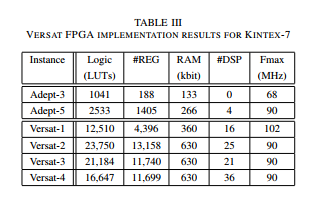 TABLE III
VERSAT FPGA IMPLEMENTATION RESULTS FOR KINTEX-7
Instance Logic #REG RAM #DSP Fmax
(LUTs) (kbit) (MHz)
Adept-3 1041 188 133 0 68
Adept-5 2533 1405 266 4 90
Versat-1 12,510 4,396 360 16 102
Versat-2 23,750 13,158 630 25 90
Versat-3 21,184 11,740 630 21 90
Versat-4 16,647 11,699 630 36 90